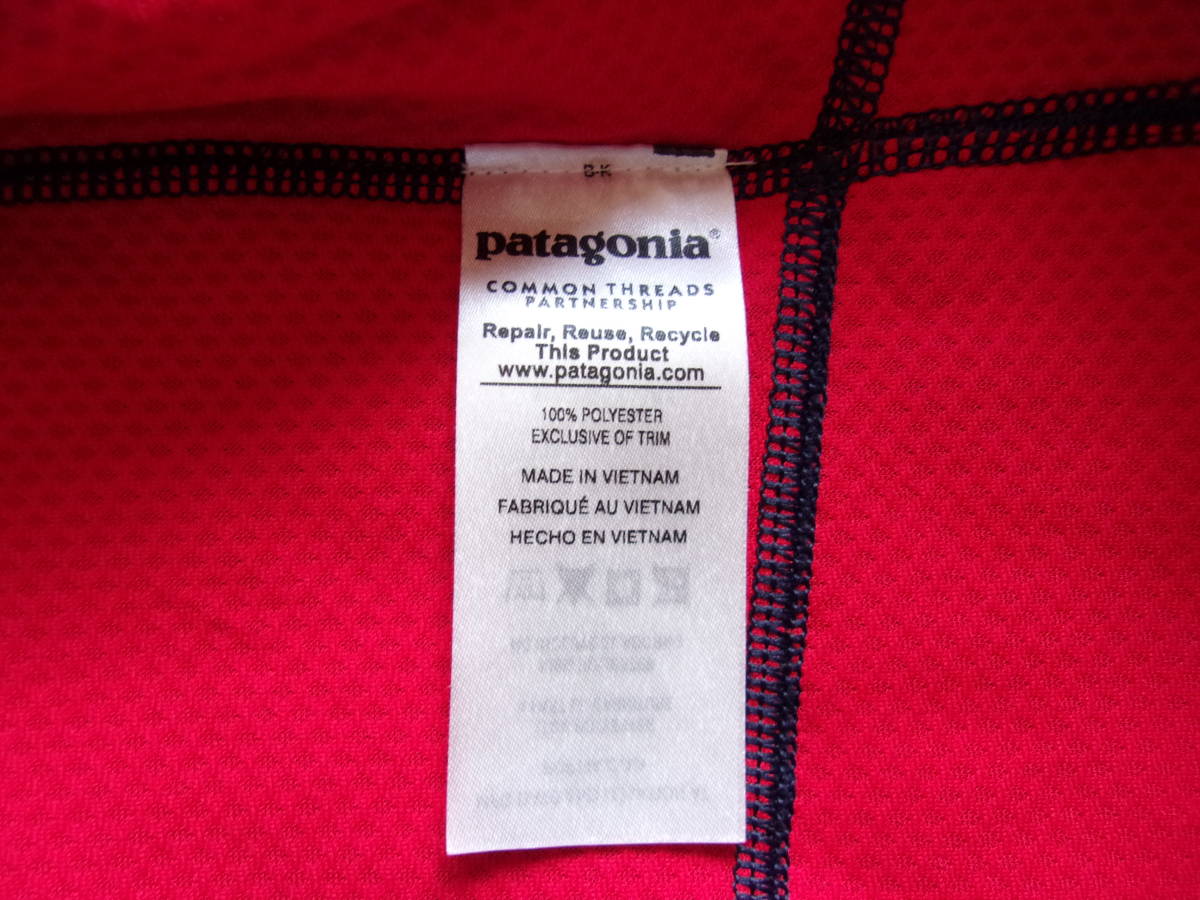 patagonia®
COMMON THREADS
PARTNERSHIP
Repair, Reuse, Recycle
This Product
www.patagonia.com
100% POLYESTER
EXCLUSIVE OF TRIM
MADE IN VIETNAM
FABRIQUÉ AU VIETNAM
HECHO EN VIETNAM